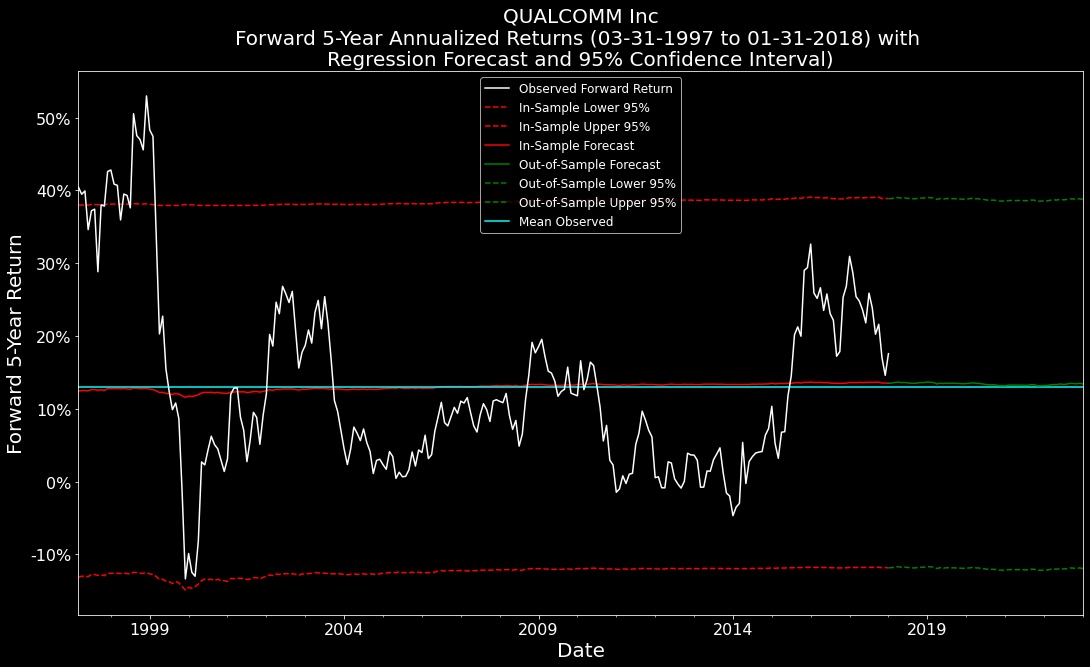 QUALCOMM Inc
Forward 5-Year Annualized Returns (03-31-1997 to 01-31-2018) with
Regression Forecast and 95% Confidence Interval)
Observed Forward Return
In-Sample Lower 95%
In-Sample Upper 95%
In-Sample Forecast
Out-of-Sample Forecast
Out-of-Sample Lower 95%
Out-of-Sample Upper 95%
Mean Observed
Forward 5-Year Return
50%
40%
30%
20%
10%
0%
-10%
1999
2004
2009
2014
2019
Date